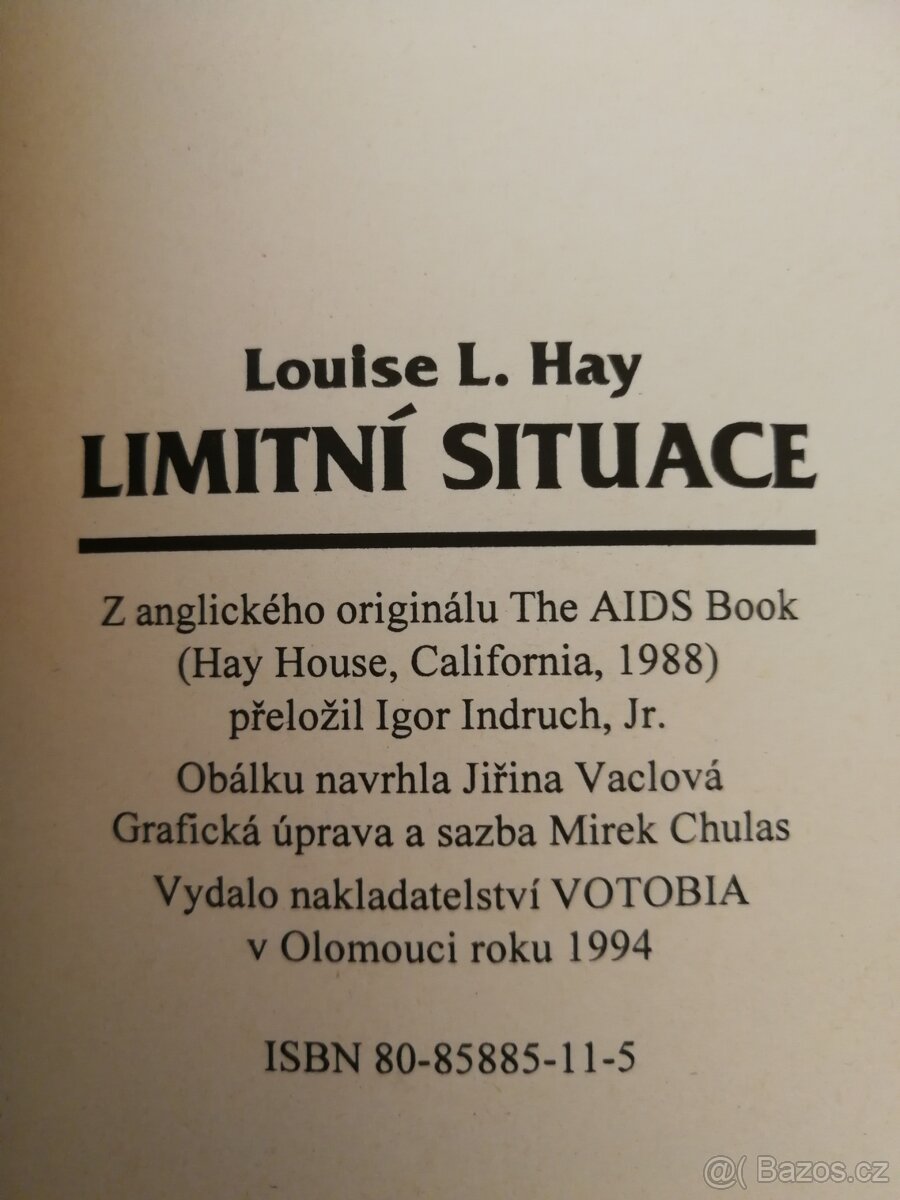 Louise L. Hay
LIMITNÍ SITUACE
Z anglického originálu The AIDS Book
(Hay House, California, 1988)
přeložil Igor Indruch, Jr.
Obálku navrhla Jiřina Vaclová
Grafická úprava a sazba Mirek Chulas
Vydalo nakladatelství VOTOBIA
v Olomouci roku 1994
ISBN 80-85885-11-5
@( Bazos.cz